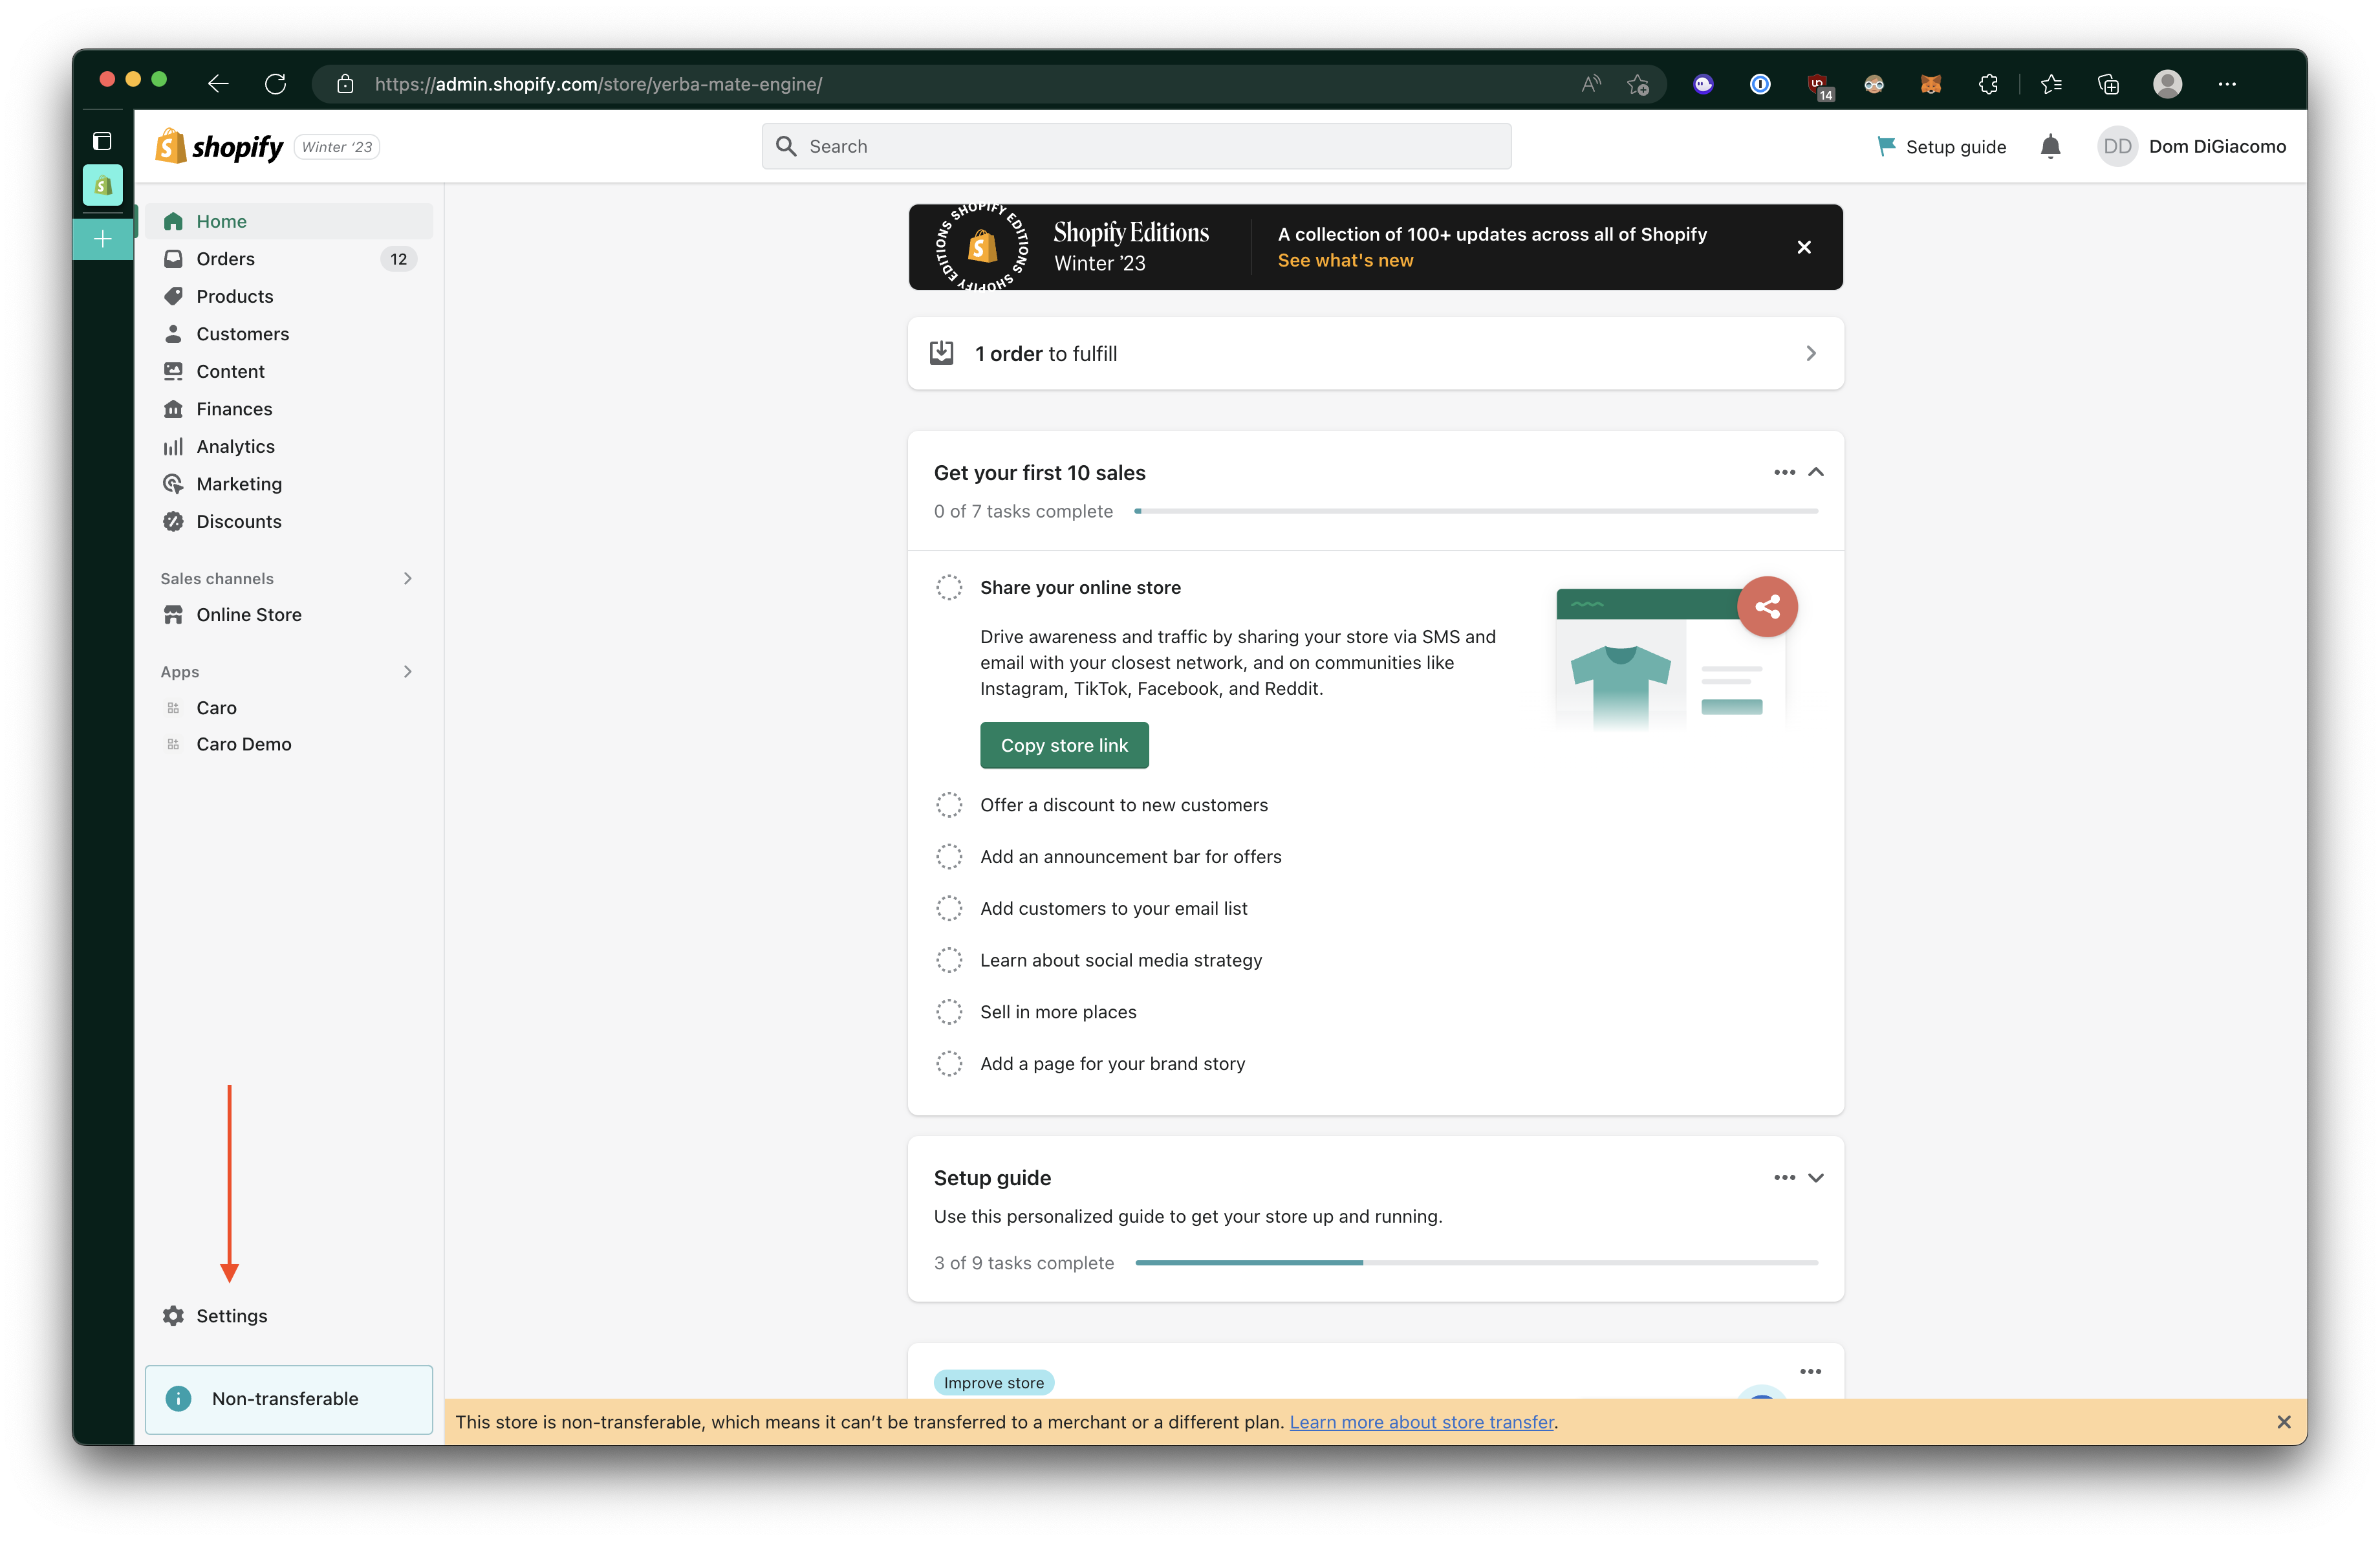 https://admin.shopify.com/store/yerba-mate-engine/
14
shopify
Winter ‘23
Search
Setup guide
DD
Dom DiGiacomo
Home
Orders
12
Products
Customers
Content
Finances
Analytics
Marketing
Discounts
Sales channels
Online Store
Apps
Caro
Caro Demo
Settings
Non-transferable
SHOPIFY EDITIONS SHOPIFY EDITIONS
Shopify Editions
Winter ’23
A collection of 100+ updates across all of Shopify
See what's new
1 order to fulfill
Get your first 10 sales
0 of 7 tasks complete
Share your online store
Drive awareness and traffic by sharing your store via SMS and
email with your closest network, and on communities like
Instagram, TikTok, Facebook, and Reddit.
Copy store link
Offer a discount to new customers
Add an announcement bar for offers
Add customers to your email list
Learn about social media strategy
Sell in more places
Add a page for your brand story
Setup guide
Use this personalized guide to get your store up and running.
3 of 9 tasks complete
Improve store
This store is non-transferable, which means it can’t be transferred to a merchant or a different plan. Learn more about store transfer.